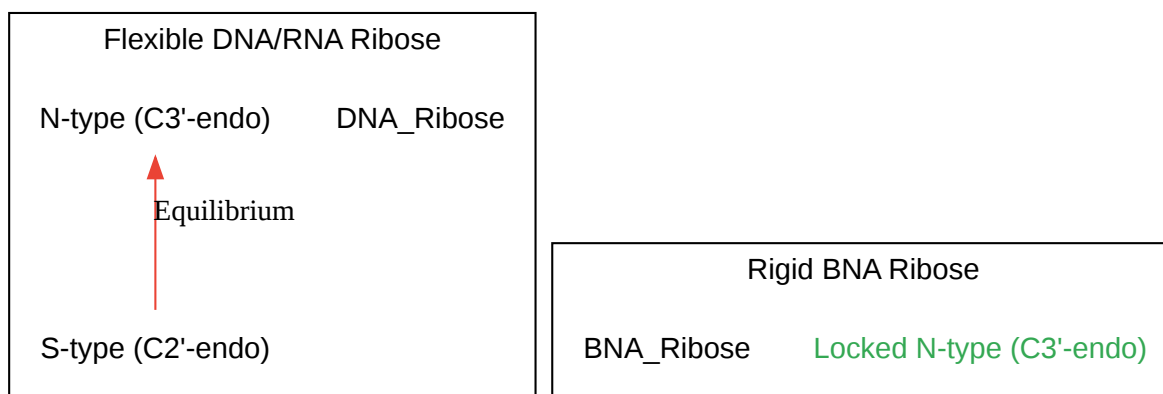 Flexible DNA/RNA Ribose
N-type (C3'-endo) DNA_Ribose
Equilibrium
S-type (C2'-endo)
Rigid BNA Ribose
BNA_Ribose Locked N-type (C3'-endo)